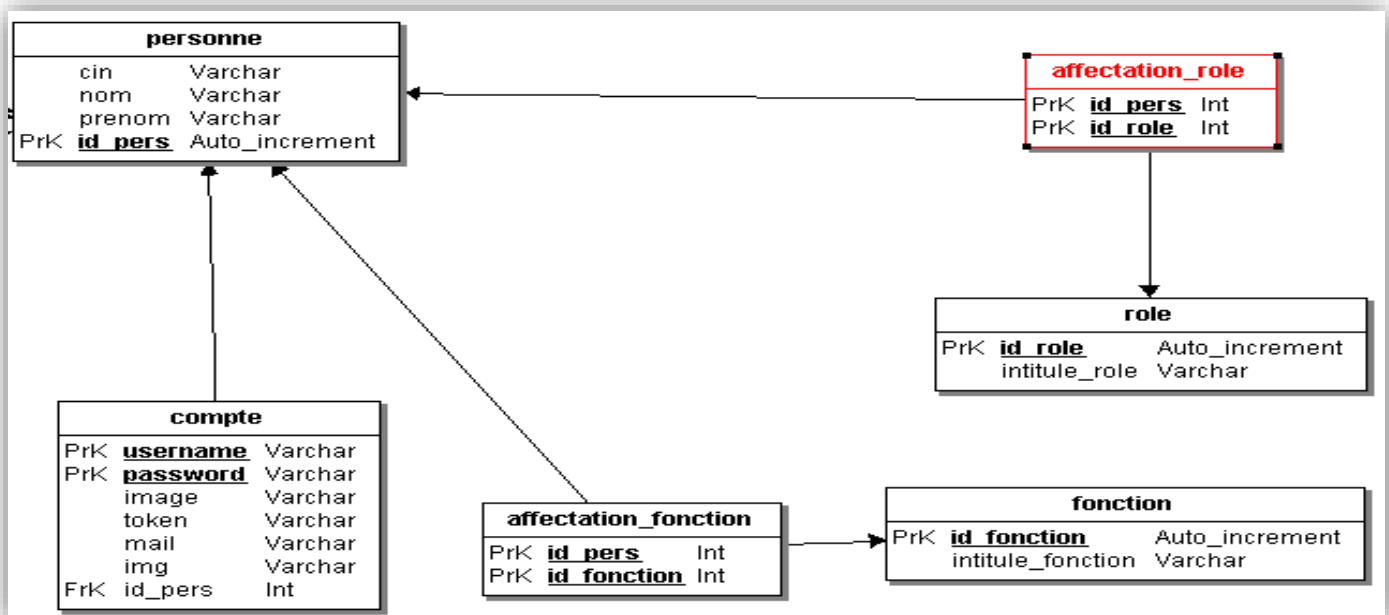 personne
cin Varchar
nom Varchar
prenom Varchar
PrK id_pers Auto_increment
affectation_role
PrK id_pers Int
PrK id_role Int
role
PrK id_role Auto_increment
intitule_role Varchar
compte
PrK username Varchar
PrK password Varchar
image Varchar
token Varchar
mail Varchar
img Varchar
FrK id_pers Int
affectation_fonction
PrK id_pers Int
PrK id_fonction Int
fonction
PrK id_fonction Auto_increment
intitule_fonction Varchar